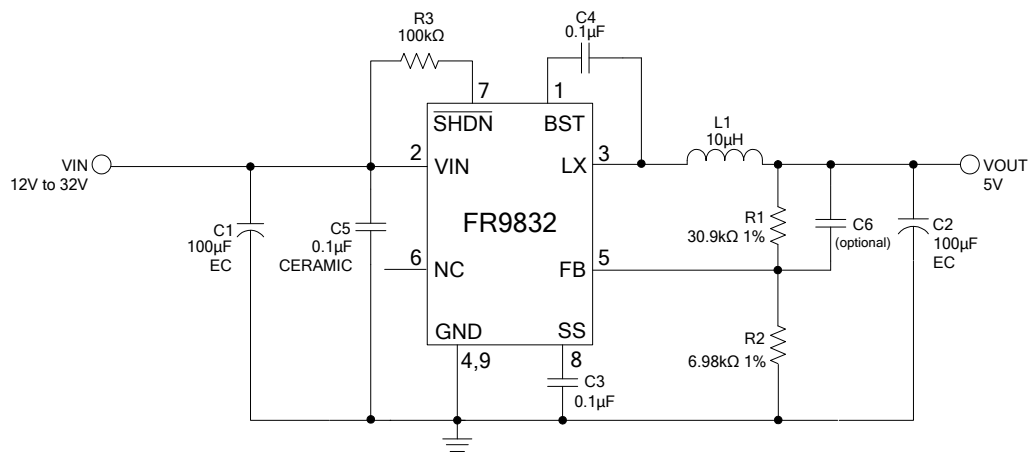 R3
100kΩ
C4
0.1μF
7
1
SHDN
BST
2
VIN
3
LX
L1
10μH
VIN
12V to 32V
VOUT
5V
FR9832
C1
100μF
EC
C5
0.1μF
CERAMIC
R1
30.9kΩ 1%
C6
(optional)
C2
100μF
EC
6
NC
5
FB
GND
SS
4,9
8
C3
0.1μF
R2
6.98kΩ 1%